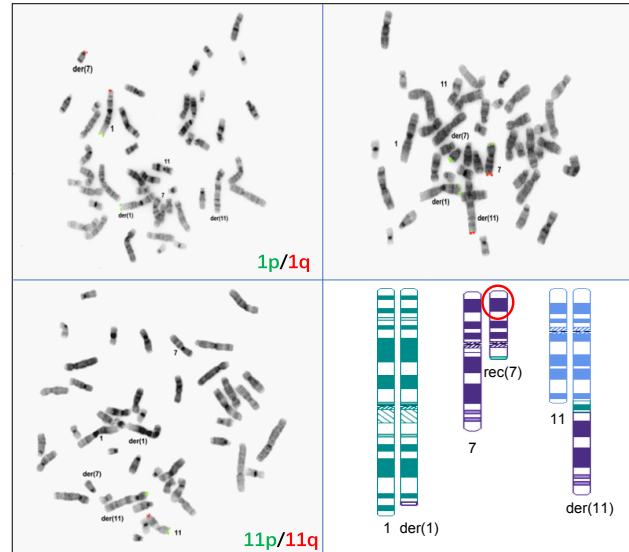 der(7)
1
11
7
der(1)
der(11)
1p/1q
11
der(7)
1
7
der(1)
der(11)
7
1
der(1)
der(7)
der(11)
11
11p/11q
rec(7)
7
11
1 der(1)
der(11)